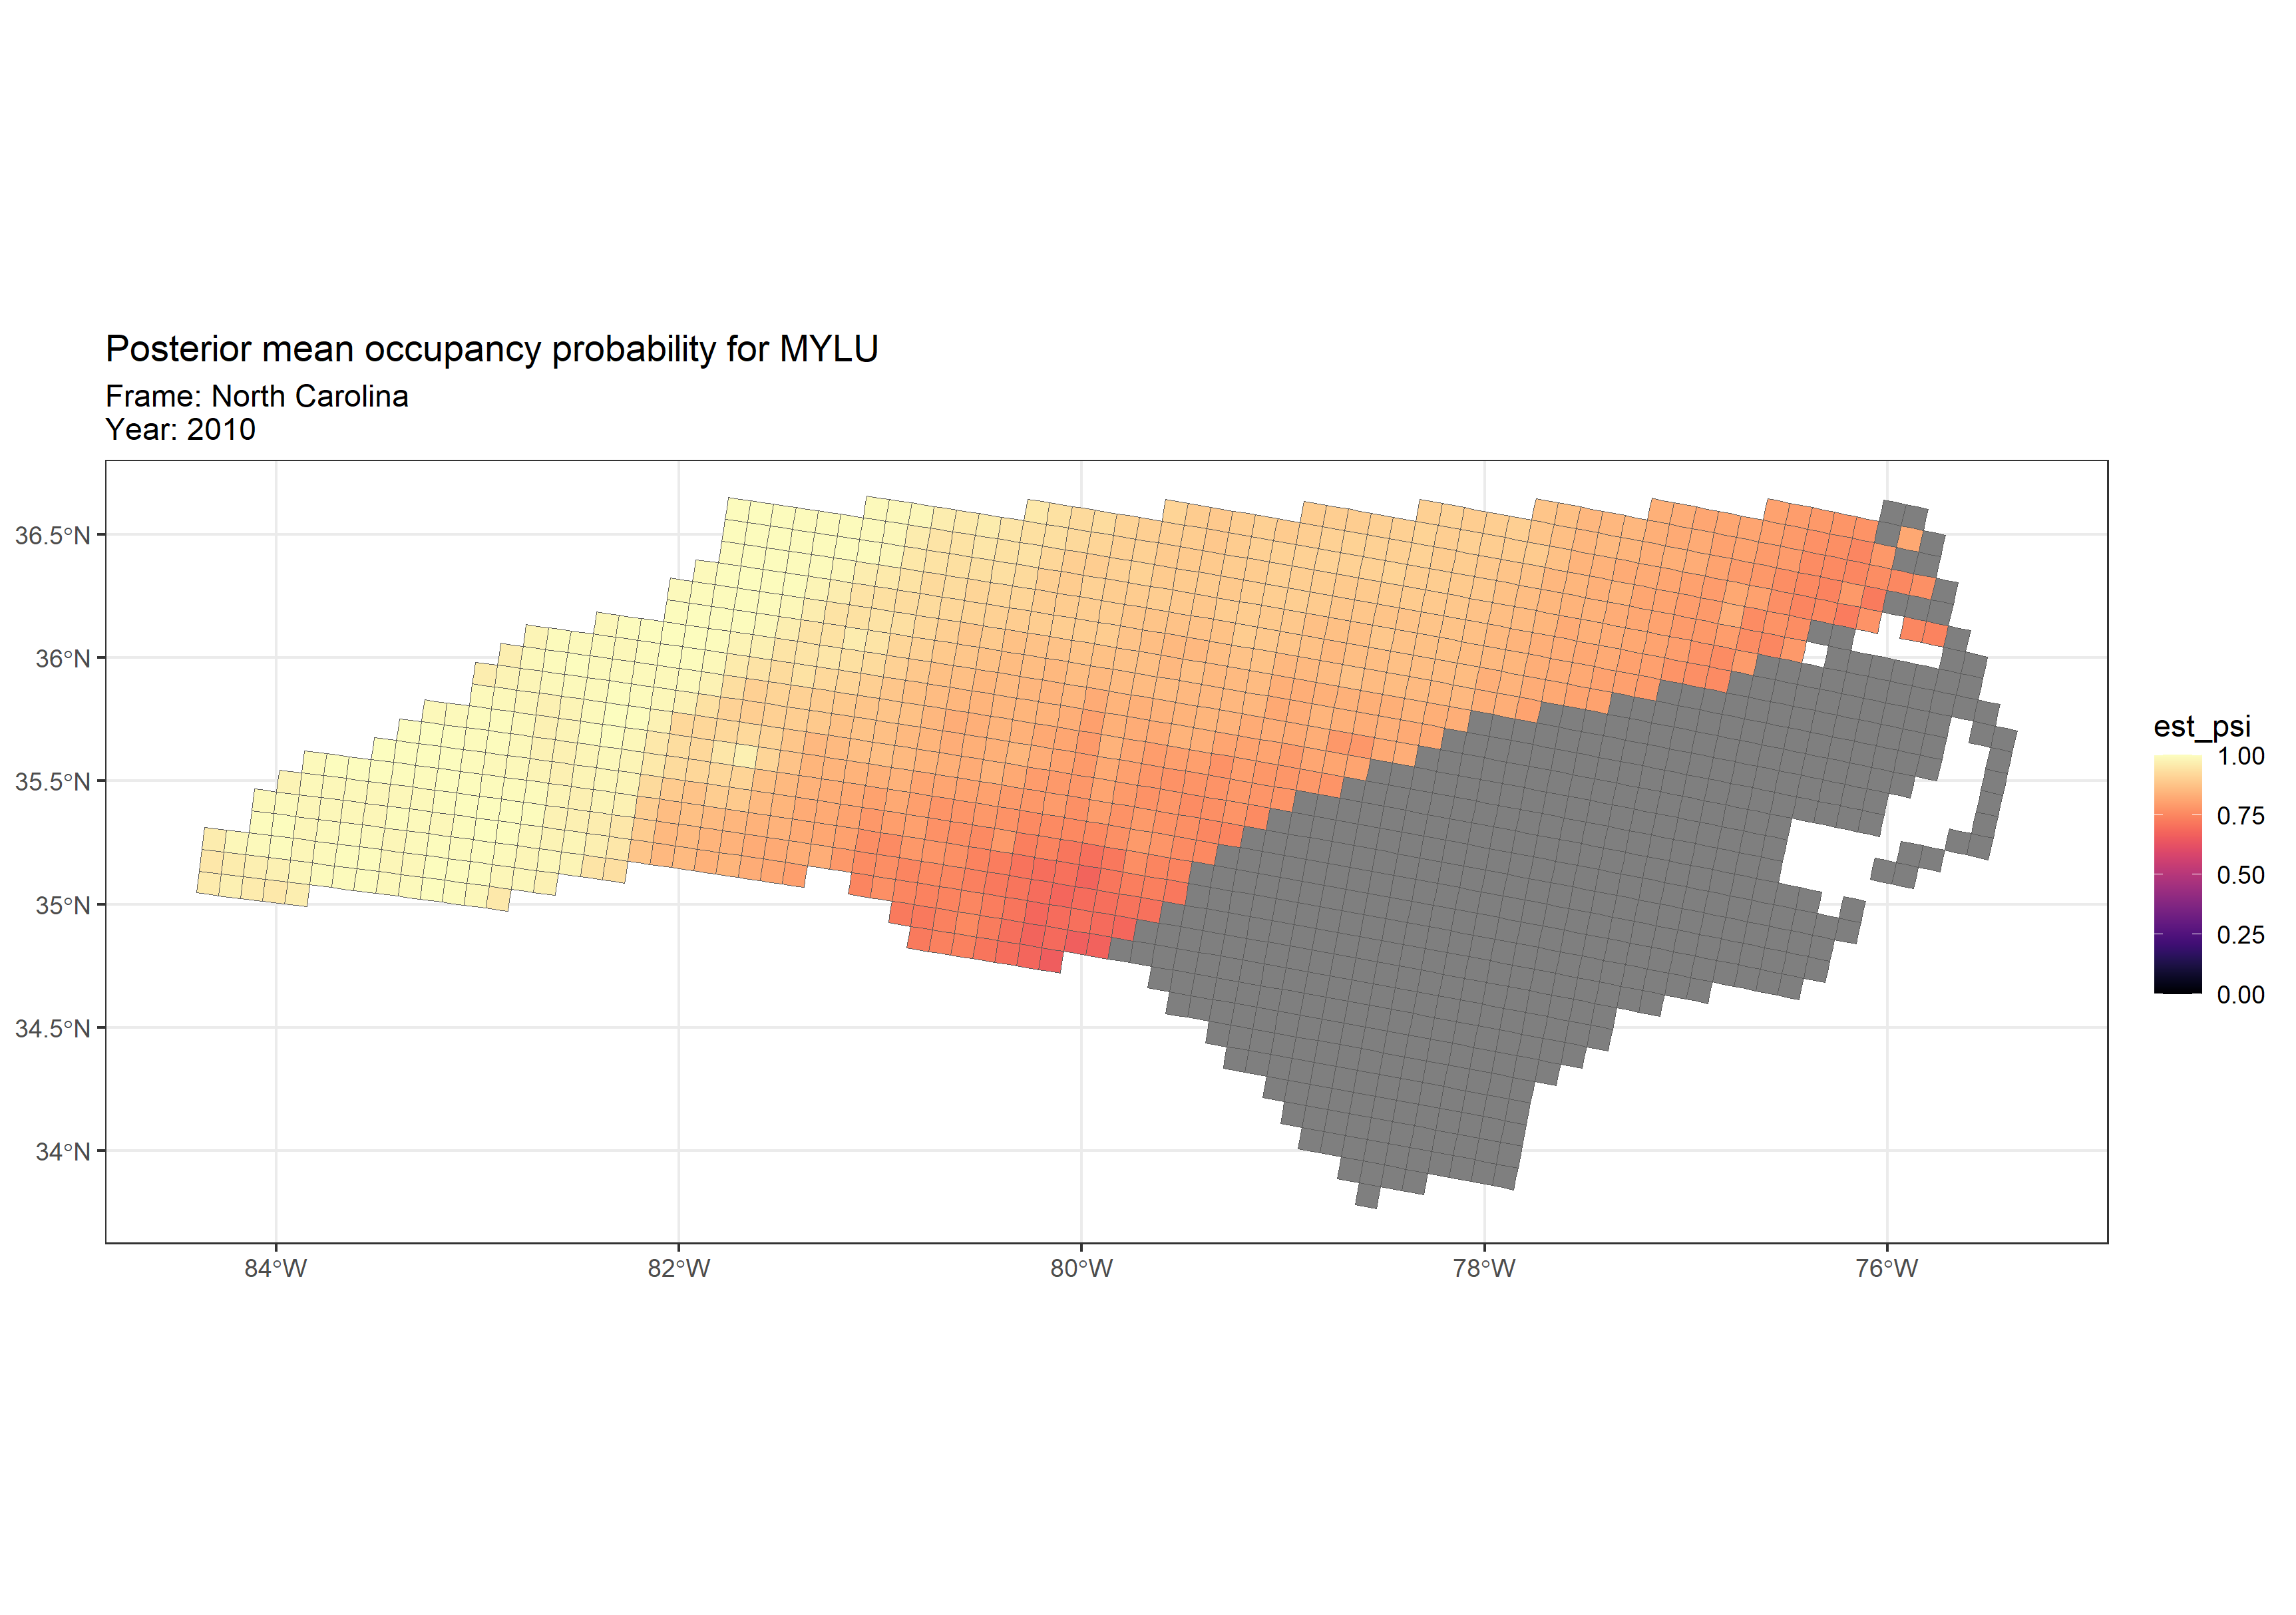 Posterior mean occupancy probability for MYLU
Frame: North Carolina
Year: 2010
36.5°N
36°N
35.5°N
35°N
34.5°N
34°N
84°W
82°W
80°W
78°W
76°W
est_psi
1.00
0.75
0.50
0.25
0.00